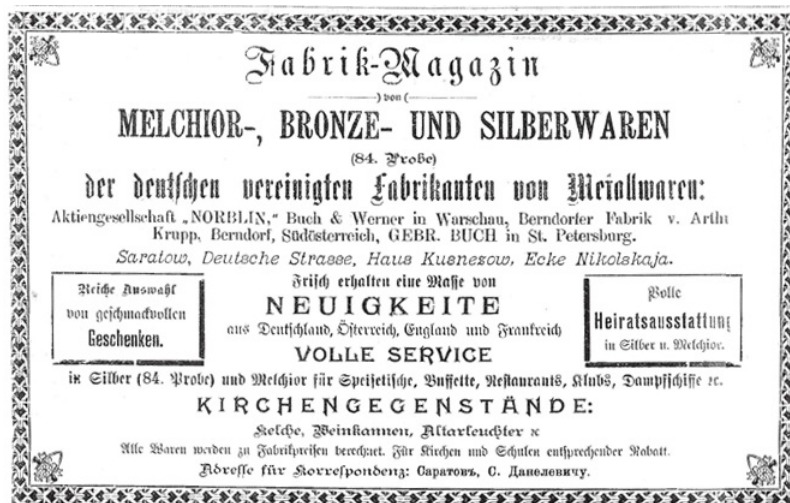 Fabrik-Magazin
) von (
MELCHIOR-, BRONZE- UND SILBERWAREN
(84. Probe)
der deutschen vereinigten Fabrikanten von Metallwaren:
Aktiengesellschaft „NORBLIN,“ Buch & Werner in Warschau, Berndorfer Fabrik v. Arthu
Krupp, Berndorf, Südösterreich, GEBR. BUCH in St. Petersburg.
Saratow, Deutsche Strasse, Haus Kusnezow, Ecke Nikolskaja.
Reiche Auswahl
von geschmackvollen
Geschenken.
Frisch erhalten eine Masse von
NEUIGKEITE
aus Deutschland, Österreich, England und Frankreich
VOLLE SERVICE
Volle
Heiratsausstattung
in Silber u. Melchior.
in Silber (84. Probe) und Melchior für Speisetische, Buffette, Restaurants, Klubs, Dampfschiffe ꝛc.
KIRCHENGEGENSTÄNDE:
Kelche, Weinkannen, Altarleuchter ꝛc
Alle Waren werden zu Fabrikpreisen berechnet. Für Kirchen und Schulen entsprechender Rabatt.
Adresse für Korrespondenz: Саратовъ, С. Данелевичу.